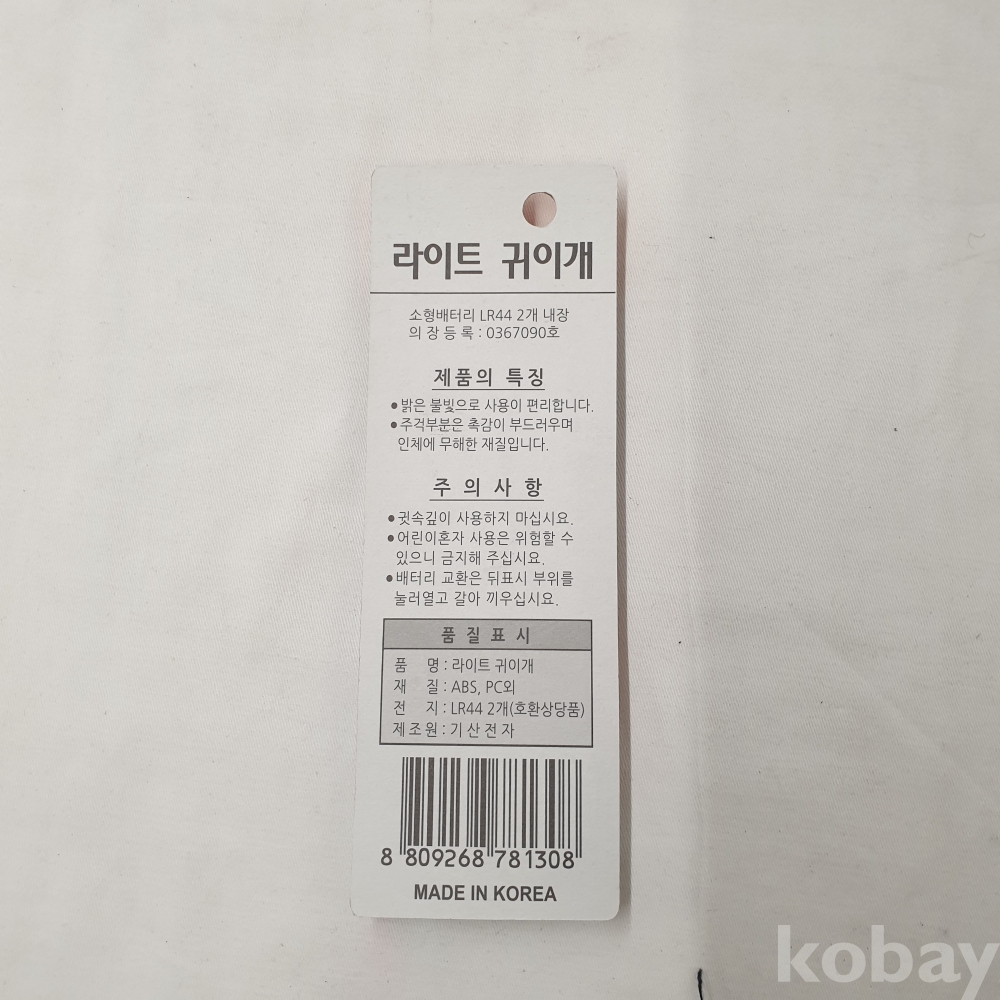 라이트 귀이개
소형배터리 LR44 2개 내장
의 장 등 록 : 0367090호
제품의 특징
●밝은 불빛으로 사용이 편리합니다.
●주걱부분은 촉감이 부드러우며
인체에 무해한 재질입니다.
주 의 사 항
●귓속깊이 사용하지 마십시요.
●어린이혼자 사용은 위험할 수
있으니 금지해 주십시요.
●배터리 교환은 뒤표시 부위를
눌러열고 갈아 끼우십시요.
품 질 표 시
품 명 : 라이트 귀이개
재 질 : ABS, PC외
전 지 : LR44 2개(호환상당품)
제조원 : 기 산 전 자
8 809268 781308
MADE IN KOREA
kobay